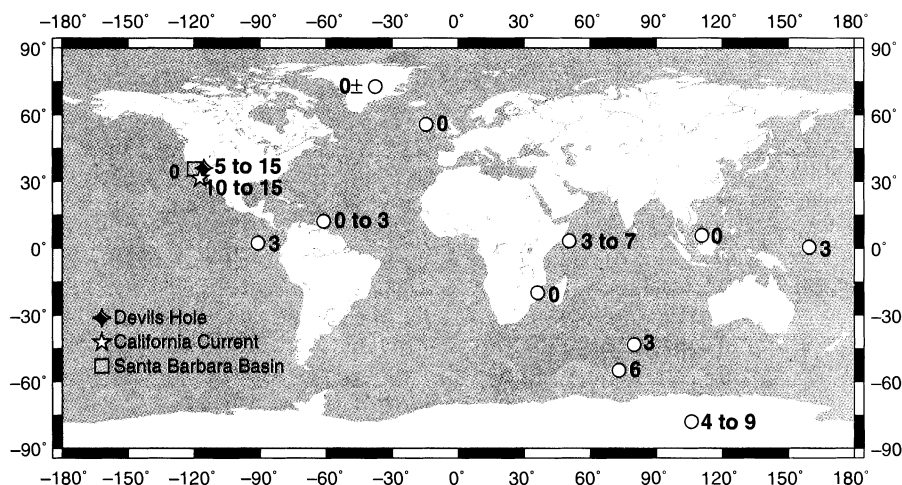 −180° −150° −120° −90° −60° −30° 0° 30° 60° 90° 120° 150° 180°
90° 90°
0±
60° 0 60°
0 5 to 15
30° 10 to 15 30°
0 to 3
0° 3 3 to 7 0 3 0°
0
−30° −30°
Devils Hole
California Current 3
Santa Barbara Basin
−60° 6 −60°
4 to 9
−90° −90°
−180° −150° −120° −90° −60° −30° 0° 30° 60° 90° 120° 150° 180°